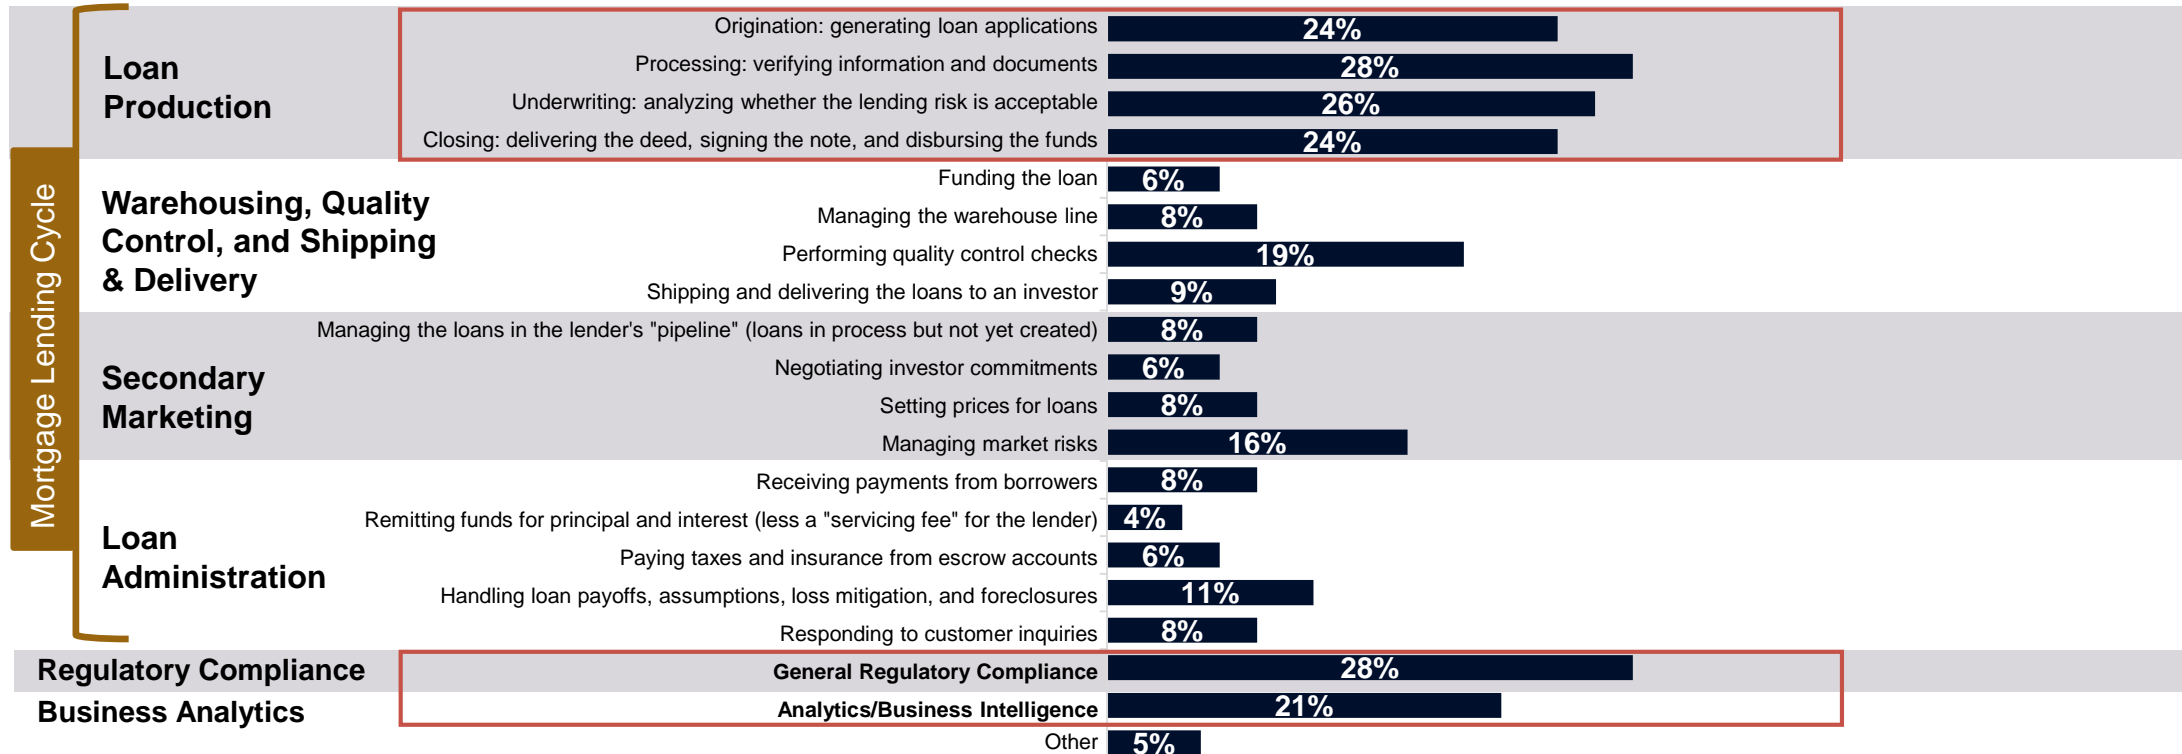 Mortgage Lending Cycle
Loan
Production
Origination: generating loan applications 24%
Processing: verifying information and documents 28%
Underwriting: analyzing whether the lending risk is acceptable 26%
Closing: delivering the deed, signing the note, and disbursing the funds 24%
Warehousing, Quality
Control, and Shipping
& Delivery
Funding the loan 6%
Managing the warehouse line 8%
Performing quality control checks 19%
Shipping and delivering the loans to an investor 9%
Secondary
Marketing
Managing the loans in the lender's "pipeline" (loans in process but not yet created) 8%
Negotiating investor commitments 6%
Setting prices for loans 8%
Managing market risks 16%
Loan
Administration
Receiving payments from borrowers 8%
Remitting funds for principal and interest (less a "servicing fee" for the lender) 4%
Paying taxes and insurance from escrow accounts 6%
Handling loan payoffs, assumptions, loss mitigation, and foreclosures 11%
Responding to customer inquiries 8%
Regulatory Compliance General Regulatory Compliance 28%
Business Analytics Analytics/Business Intelligence 21%
Other 5%